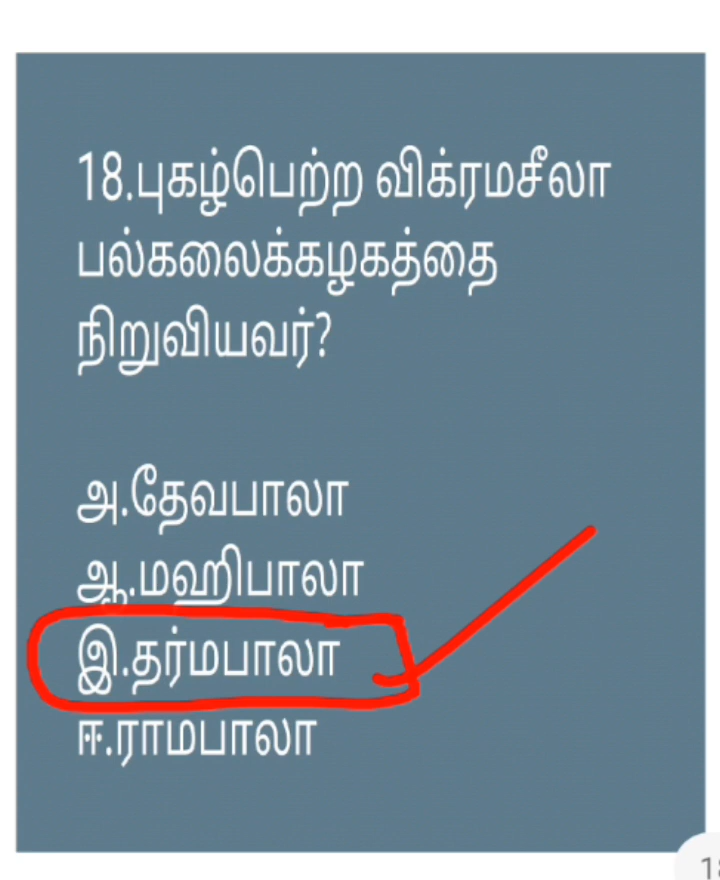 18.புகழ்பெற்ற விக்ரமசீலா
பல்கலைக்கழகத்தை
நிறுவியவர்?
அ.தேவபாலா
ஆ.மஹிபாலா
இ.தர்மபாலா
ஈ.ராமபாலா